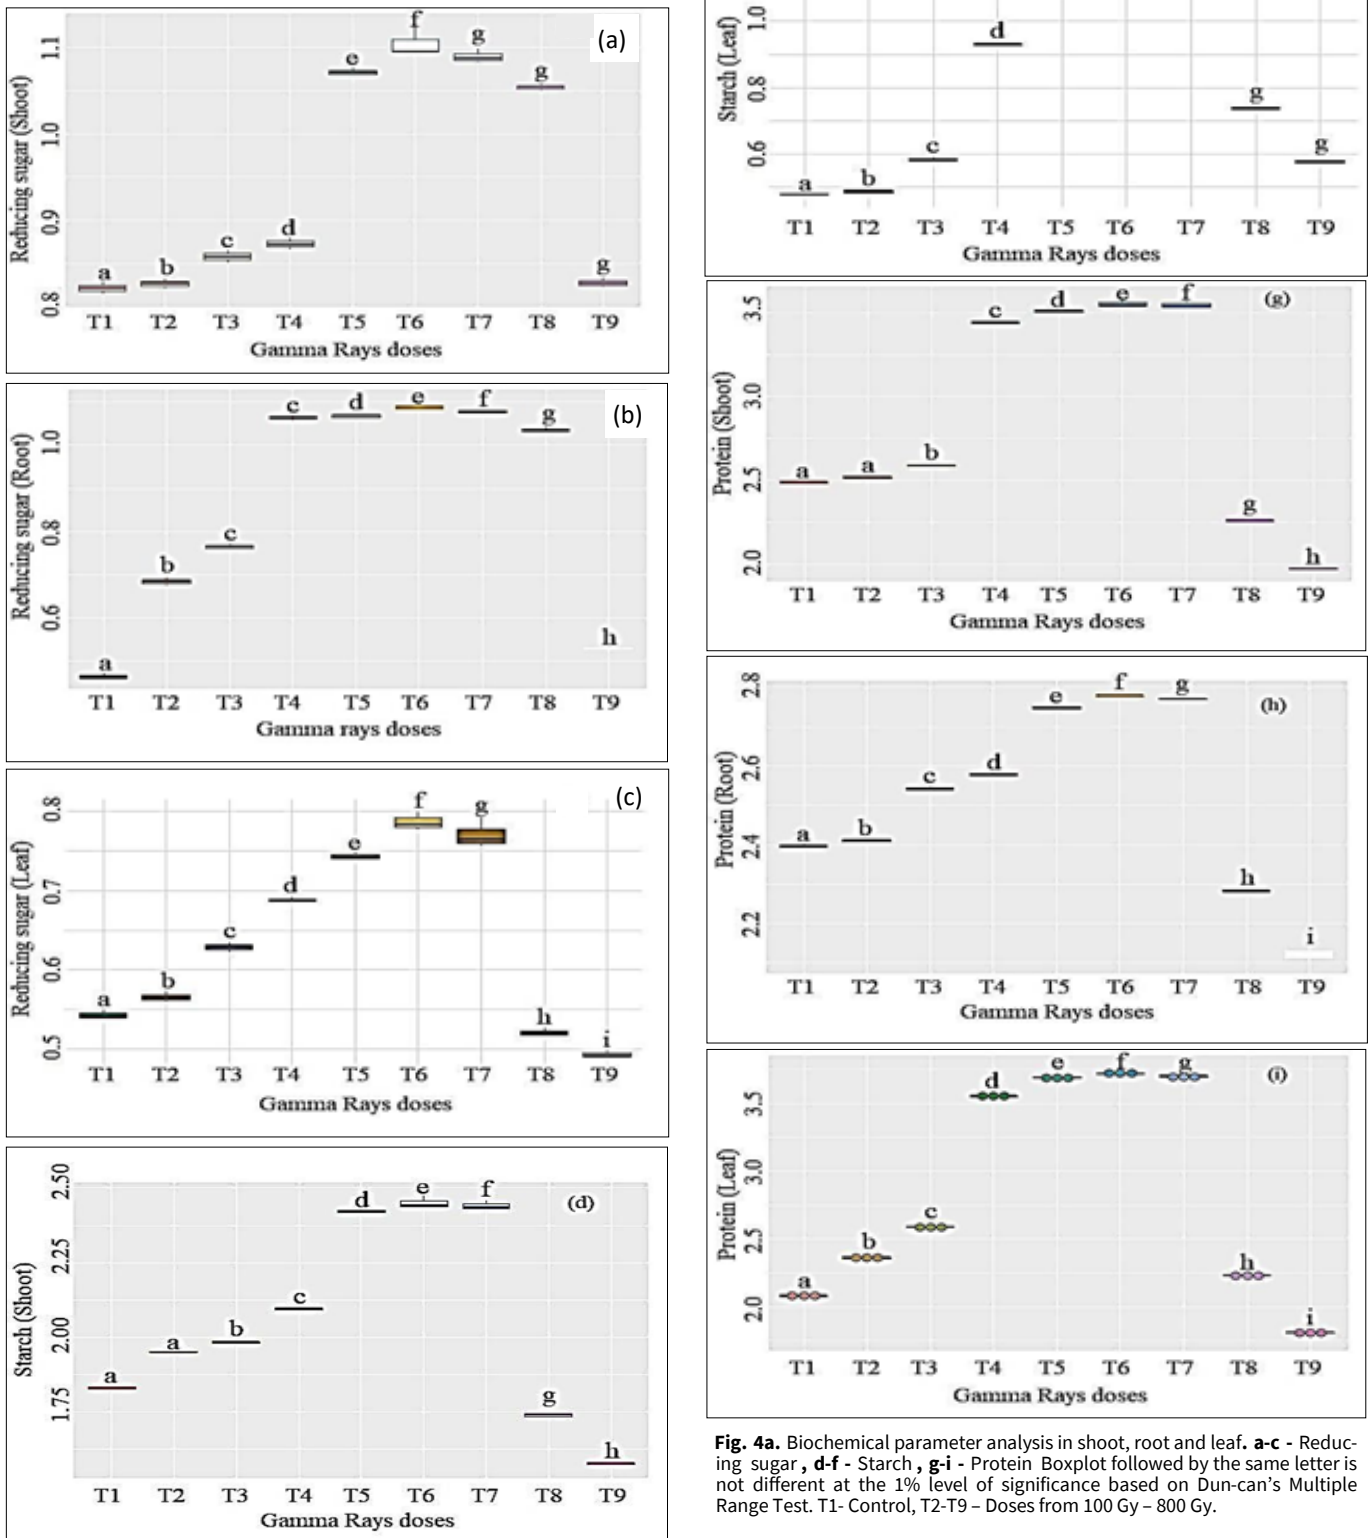 f
(a)
g
1.1
e
g
Reducing sugar (Shoot)
1.0
0.9
d
c
b
a
g
0.8
T1 T2 T3 T4 T5 T6 T7 T8 T9
Gamma Rays doses
(b)
c d e f
g
1.0
Reducing sugar (Root)
0.8
c
b
0.6
h
a
T1 T2 T3 T4 T5 T6 T7 T8 T9
Gamma rays doses
(c)
f
g
0.8
e
d
0.7
Reducing sugar (Leaf)
c
0.6
b
a
h
i
0.5
T1 T2 T3 T4 T5 T6 T7 T8 T9
Gamma Rays doses
2.50
d e f
(d)
2.25
c
Starch (Shoot)
2.00
b
a
a
1.75
g
h
T1 T2 T3 T4 T5 T6 T7 T8 T9
Gamma Rays doses
1.0
d
Starch (Leaf)
0.8
g
c
0.6
g
a b
T1 T2 T3 T4 T5 T6 T7 T8 T9
Gamma Rays doses
(g)
3.5
c d e f
3.0
Protein (Shoot)
b
2.5
a a
g
2.0
h
T1 T2 T3 T4 T5 T6 T7 T8 T9
Gamma Rays doses
2.8
e f g
(h)
2.6
d
c
Protein (Root)
2.4
a b
h
2.2
i
T1 T2 T3 T4 T5 T6 T7 T8 T9
Gamma Rays doses
d e f g
(i)
3.5
3.0
Protein (Leaf)
c
2.5
b
h
a
2.0
i
T1 T2 T3 T4 T5 T6 T7 T8 T9
Gamma Rays doses
Fig. 4a. Biochemical parameter analysis in shoot, root and leaf. a-c - Reduc-
ing sugar , d-f - Starch , g-i - Protein Boxplot followed by the same letter is
not different at the 1% level of significance based on Dun-can’s Multiple
Range Test. T1- Control, T2-T9 – Doses from 100 Gy – 800 Gy.